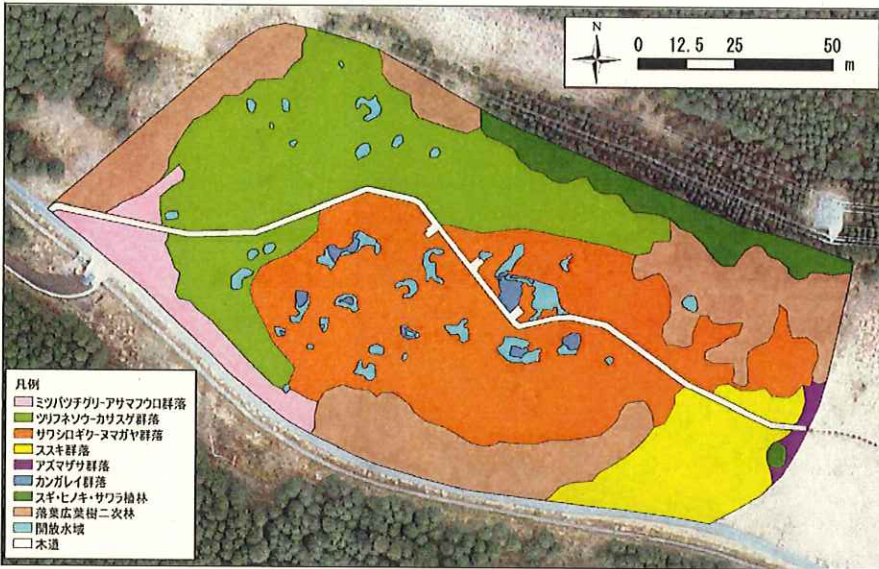 N
0 12.5 25 50
m
凡例
ミツバツチグリーアサマフウロ群落
ツリフネソウーカサスゲ群落
サワシロギクーヌマガヤ群落
ススキ群落
アズマザサ群落
カンガレイ群落
スギ・ヒノキ・サワラ植林
落葉広葉樹二次林
開放水域
木道